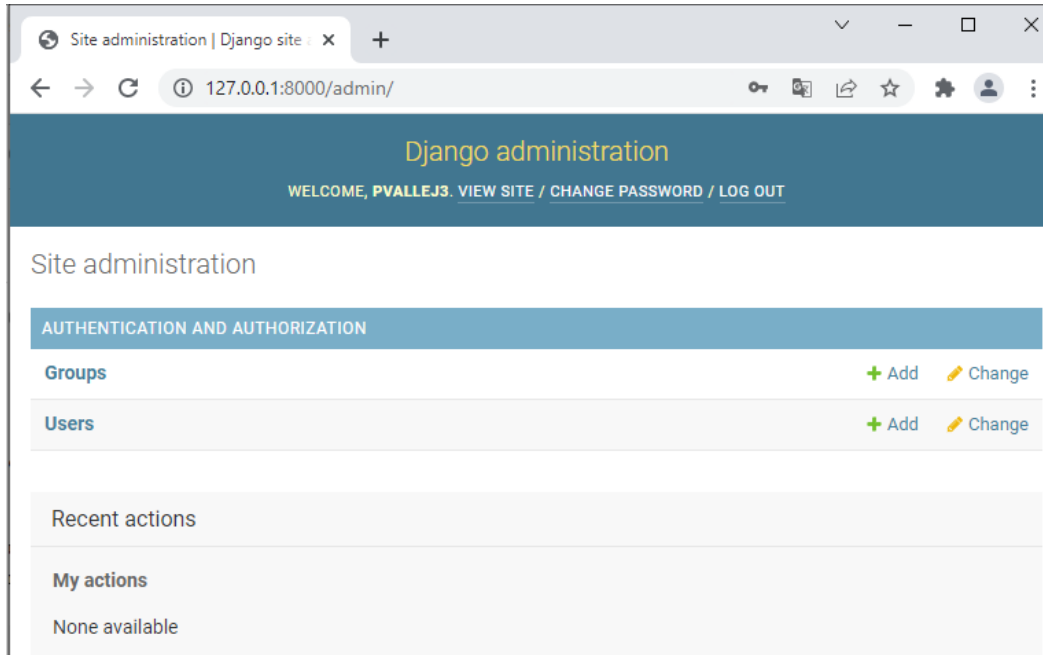 Site administration | Django site a
127.0.0.1:8000/admin/
Django administration
WELCOME, PVALLEJ3. VIEW SITE / CHANGE PASSWORD / LOG OUT
Site administration
AUTHENTICATION AND AUTHORIZATION
Groups Add Change
Users Add Change
Recent actions
My actions
None available